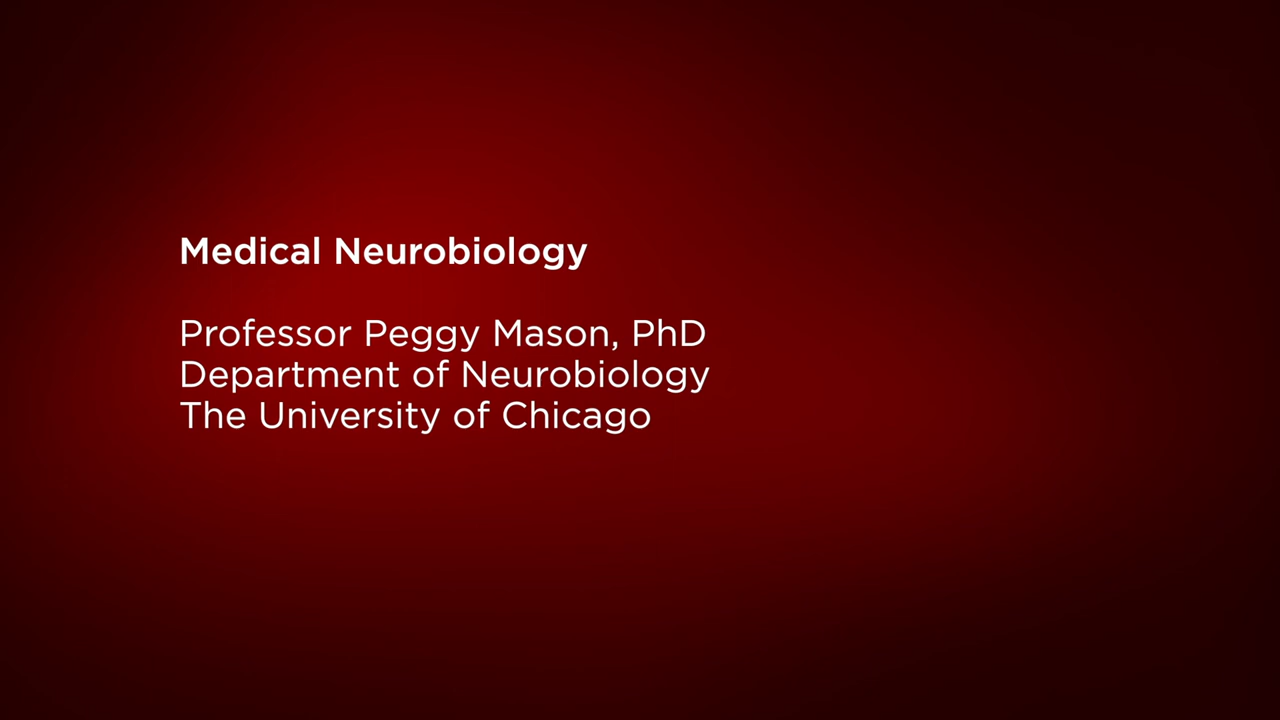 Medical Neurobiology
Professor Peggy Mason, PhD
Department of Neurobiology
The University of Chicago